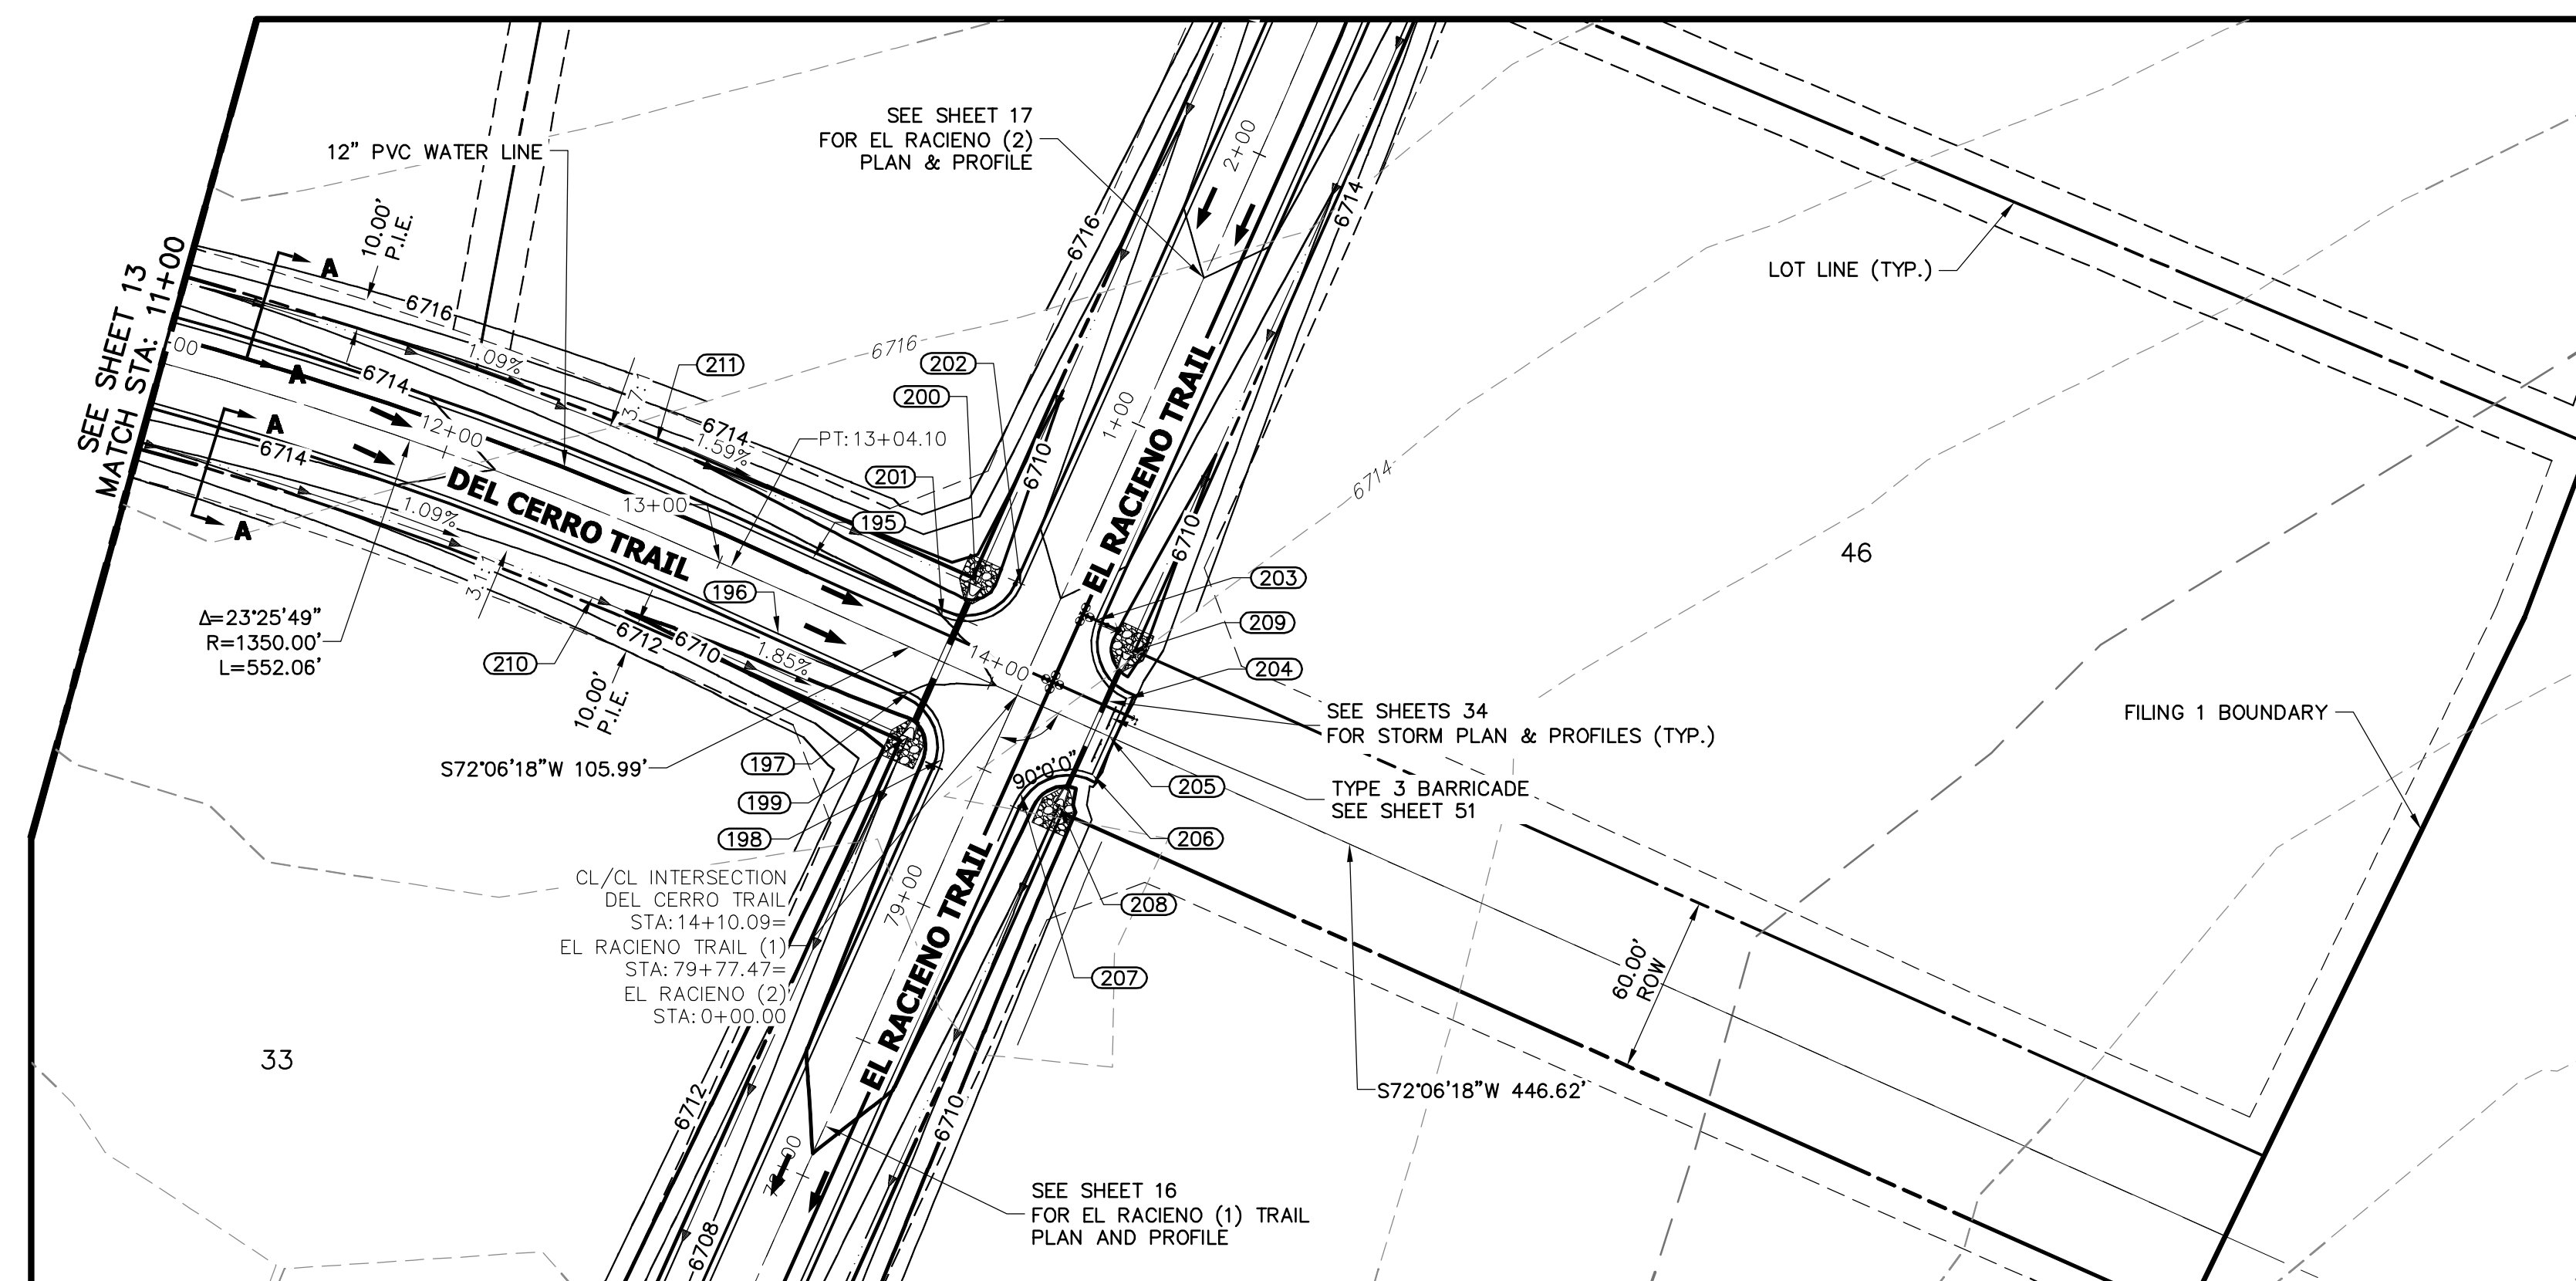 SEE SHEET 17
FOR EL RACIENO (2)
PLAN & PROFILE
12" PVC WATER LINE
2+00
6714
6716
10.00'
P.I.E.
LOT LINE (TYP.)
SEE SHEET 13
MATCH STA: 11+00
A
6716
1.09%
211
6716
202
200
+00
A
6714
3.7:1
12+00
A
6714
1.59%
PT: 13+04.10
1+00
EL RACIENO TRAIL
6714
6714
1.09%
DEL CERRO TRAIL
13+00
201
6710
195
6710
A
46
196
203
209
Δ=23°25'49"
R=1350.00'
L=552.06'
210
6712
6710
1.85%
14+00
204
10.00'
P.I.E.
SEE SHEETS 34
FOR STORM PLAN & PROFILES (TYP.)
FILING 1 BOUNDARY
S72°06'18"W 105.99'
197
90°0'0"
205
TYPE 3 BARRICADE
SEE SHEET 51
199
198
206
CL/CL INTERSECTION
DEL CERRO TRAIL
STA: 14+10.09=
EL RACIENO TRAIL (1)
STA: 79+77.47=
EL RACIENO (2)
STA: 0+00.00
79+00
208
207
EL RACIENO TRAIL
60.00'
ROW
33
S72°06'18"W 446.62'
6712
6710
SEE SHEET 16
FOR EL RACIENO (1) TRAIL
PLAN AND PROFILE
6708